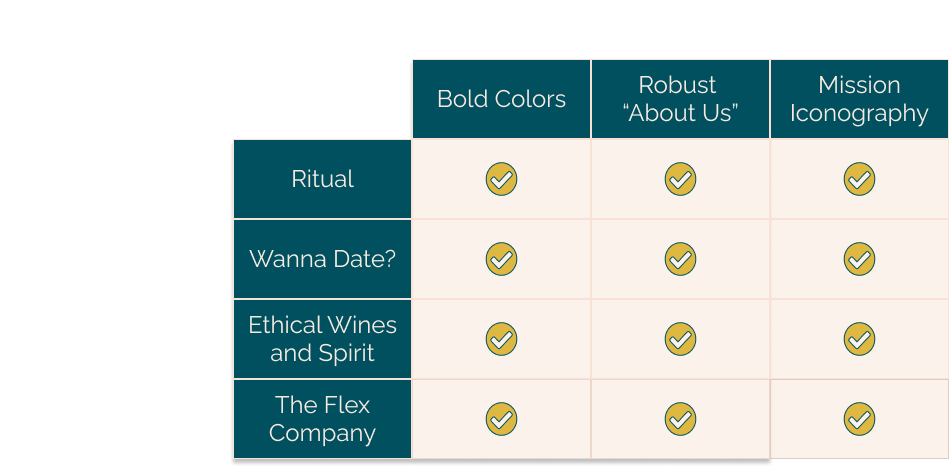 Bold Colors
Robust
“About Us”
Mission
Iconography
Ritual
Wanna Date?
Ethical Wines
and Spirit
The Flex
Company